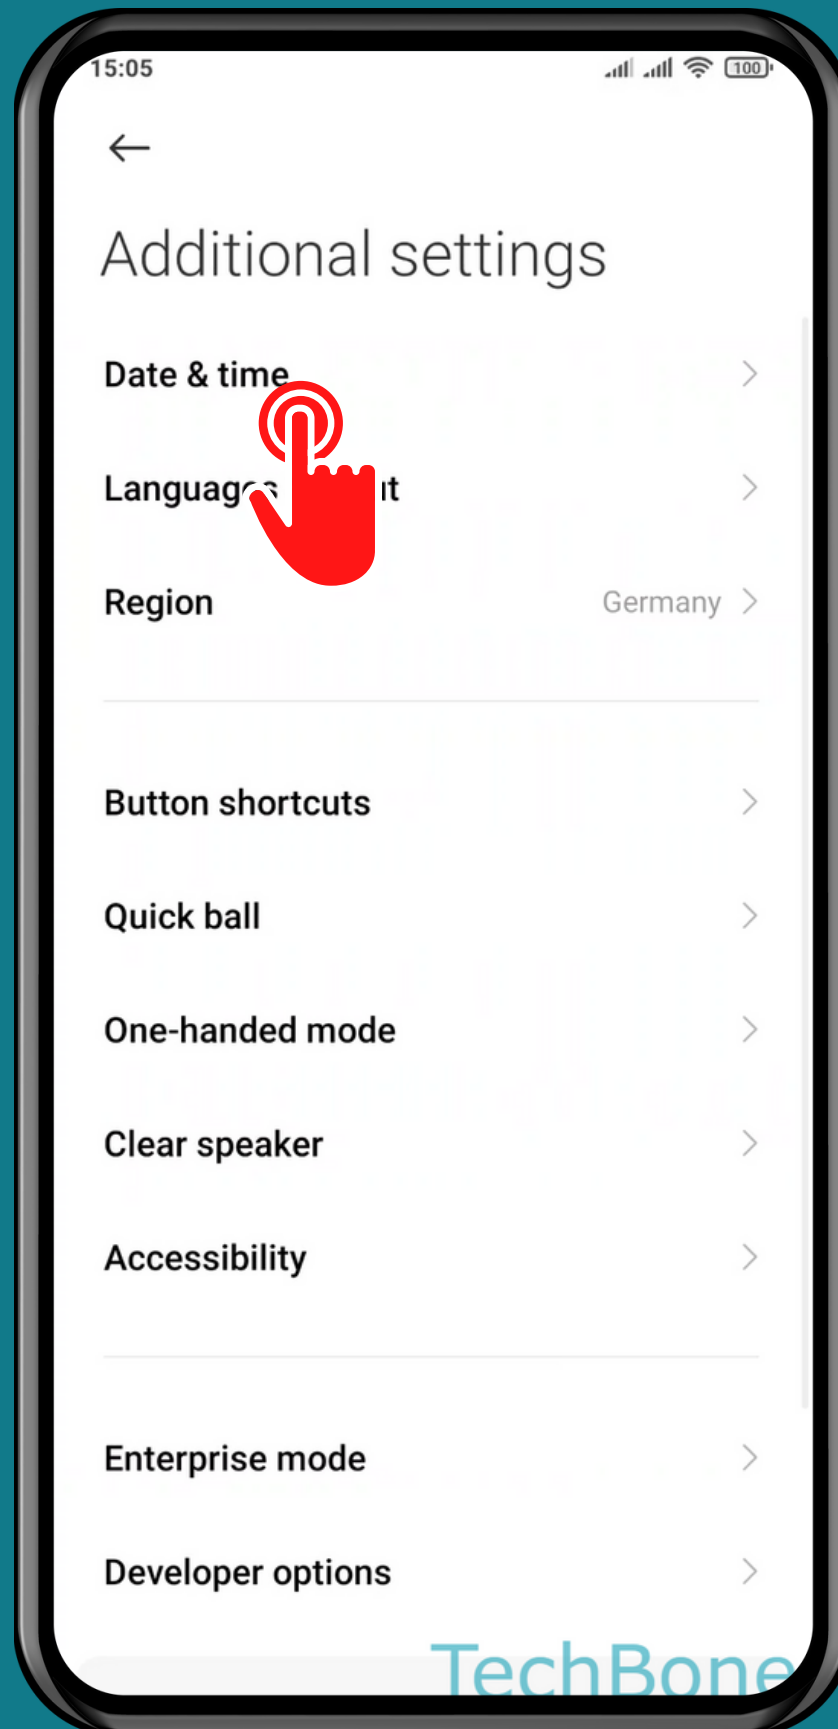 15:05
100
Additional settings
Date & time
Languages
Region
Germany
Button shortcuts
Quick ball
One-handed mode
Clear speaker
Accessibility
Enterprise mode
Developer options
TechBone